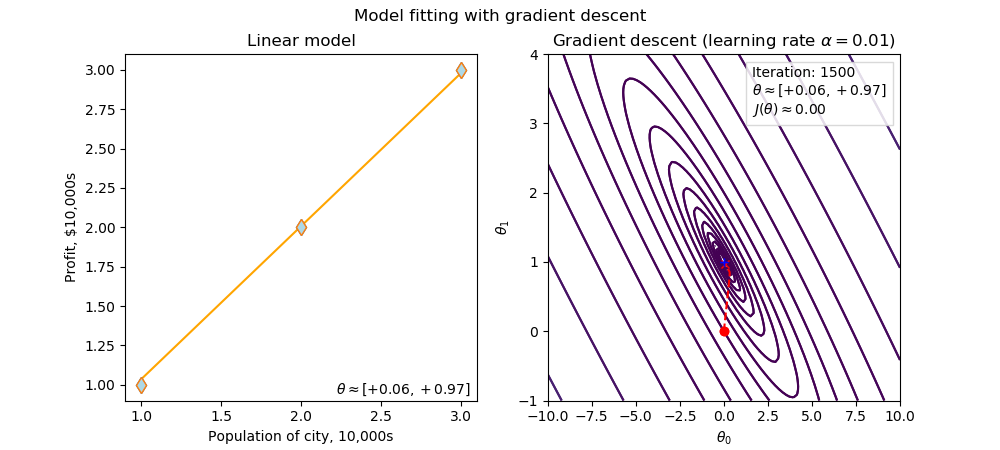 Model fitting with gradient descent
Linear model
Profit, $10,000s
3.00
2.75
2.50
2.25
2.00
1.75
1.50
1.25
1.00
θ ≈ [+0.06, +0.97]
1.0
1.5
2.0
2.5
3.0
Population of city, 10,000s
Gradient descent (learning rate α = 0.01)
θ₁
4
3
2
1
0
−1
Iteration: 1500
θ ≈ [+0.06, +0.97]
J(θ) ≈ 0.00
−10.0
−7.5
−5.0
−2.5
0.0
2.5
5.0
7.5
10.0
θ₀